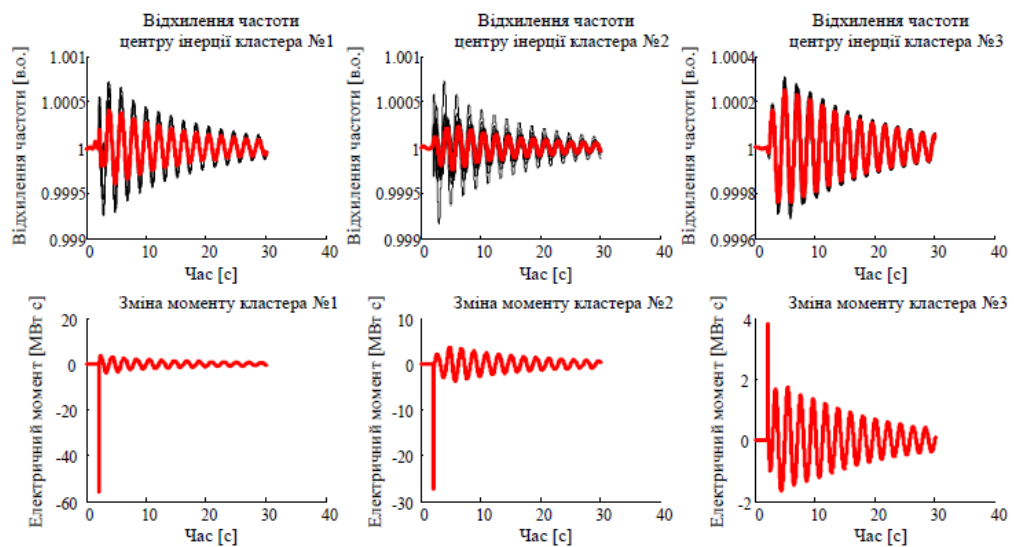 Відхилення частоти
центру інерції кластера №1
Відхилення частоти [в.о.]
1.001
1.0005
1
0.9995
0.999
0 10 20 30 40
Час [с]
Відхилення частоти
центру інерції кластера №2
Відхилення частоти [в.о.]
1.001
1.0005
1
0.9995
0.999
0 10 20 30 40
Час [с]
Відхилення частоти
центру інерції кластера №3
Відхилення частоти [в.о.]
1.0004
1.0002
1
0.9998
0.9996
0 10 20 30 40
Час [с]
Зміна моменту кластера №1
Електричний момент [МВт с]
20
0
-20
-40
-60
0 10 20 30 40
Час [с]
Зміна моменту кластера №2
Електричний момент [МВт с]
10
0
-10
-20
-30
0 10 20 30 40
Час [с]
Зміна моменту кластера №3
Електричний момент [МВт с]
4
2
0
-2
0 10 20 30 40
Час [с]